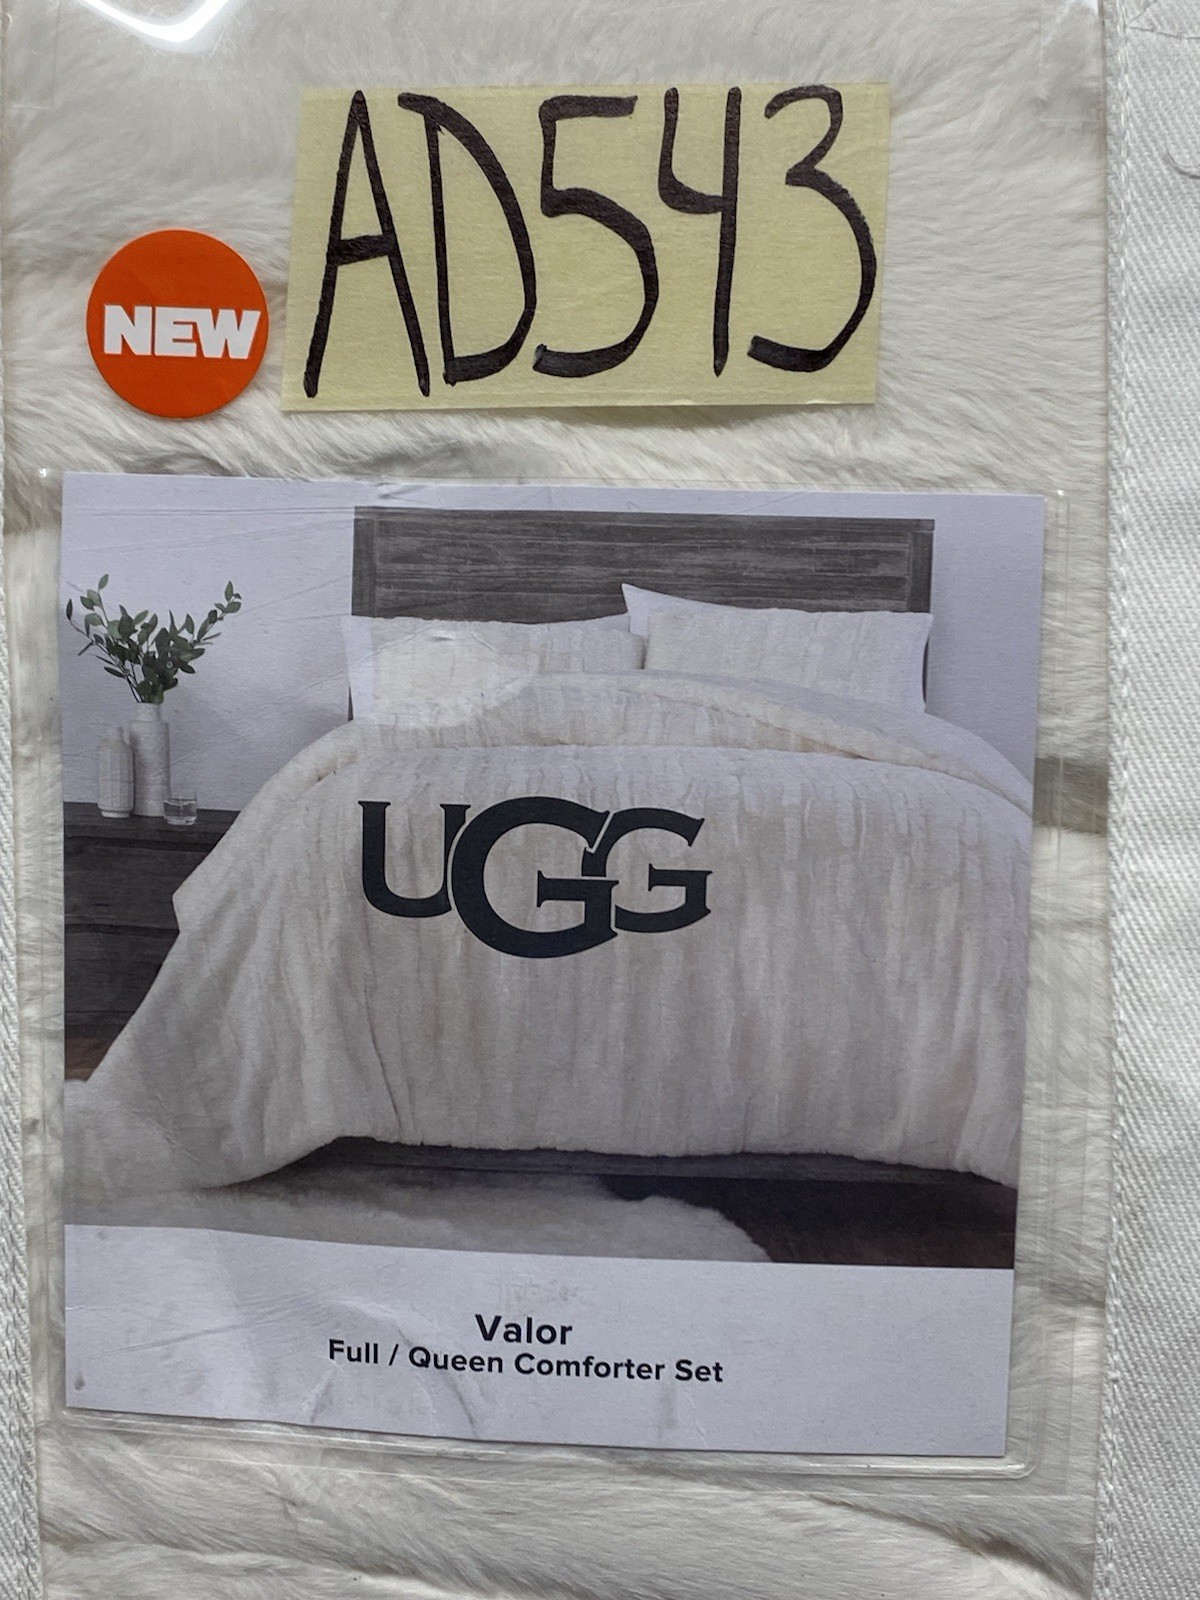 AD543
NEW
UGG
Valor
Full / Queen Comforter Set